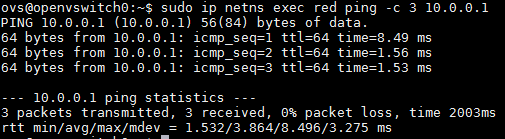 ovs@openvswitch0:~$ sudo ip netns exec red ping -c 3 10.0.0.1
PING 10.0.0.1 (10.0.0.1) 56(84) bytes of data.
64 bytes from 10.0.0.1: icmp_seq=1 ttl=64 time=8.49 ms
64 bytes from 10.0.0.1: icmp_seq=2 ttl=64 time=1.56 ms
64 bytes from 10.0.0.1: icmp_seq=3 ttl=64 time=1.53 ms

--- 10.0.0.1 ping statistics ---
3 packets transmitted, 3 received, 0% packet loss, time 2003ms
rtt min/avg/max/mdev = 1.532/3.864/8.496/3.275 ms